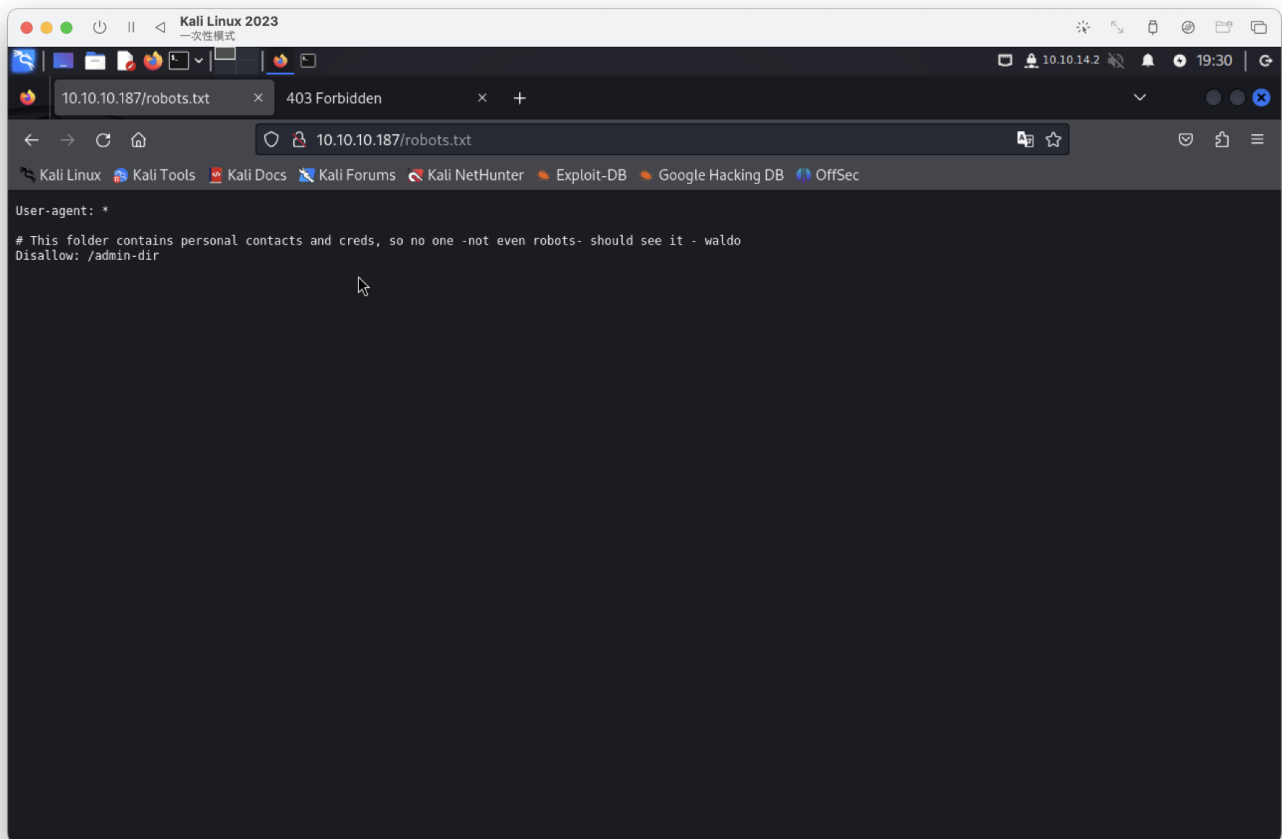 Kali Linux 2023
一次性模式
10.10.14.2
19:30
10.10.10.187/robots.txt
403 Forbidden
10.10.10.187/robots.txt
Kali Linux
Kali Tools
Kali Docs
Kali Forums
Kali NetHunter
Exploit-DB
Google Hacking DB
OffSec
User-agent: *
# This folder contains personal contacts and creds, so no one -not even robots- should see it - waldo
Disallow: /admin-dir